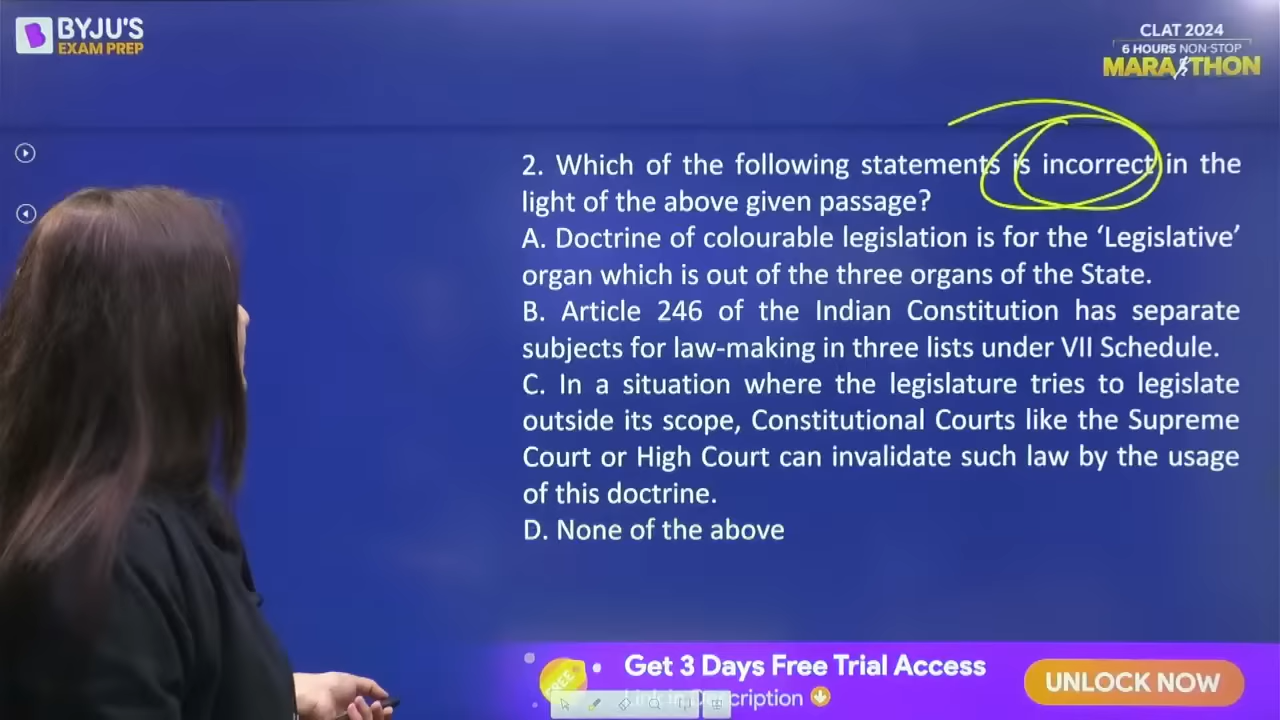 BYJU'S
EXAM PREP
CLAT 2024
6 HOURS NON-STOP
MARATHON
2. Which of the following statements is incorrect in the
light of the above given passage?
A. Doctrine of colourable legislation is for the ‘Legislative’
organ which is out of the three organs of the State.
B. Article 246 of the Indian Constitution has separate
subjects for law-making in three lists under VII Schedule.
C. In a situation where the legislature tries to legislate
outside its scope, Constitutional Courts like the Supreme
Court or High Court can invalidate such law by the usage
of this doctrine.
D. None of the above
FREE
Get 3 Days Free Trial Access
Link in Description
UNLOCK NOW